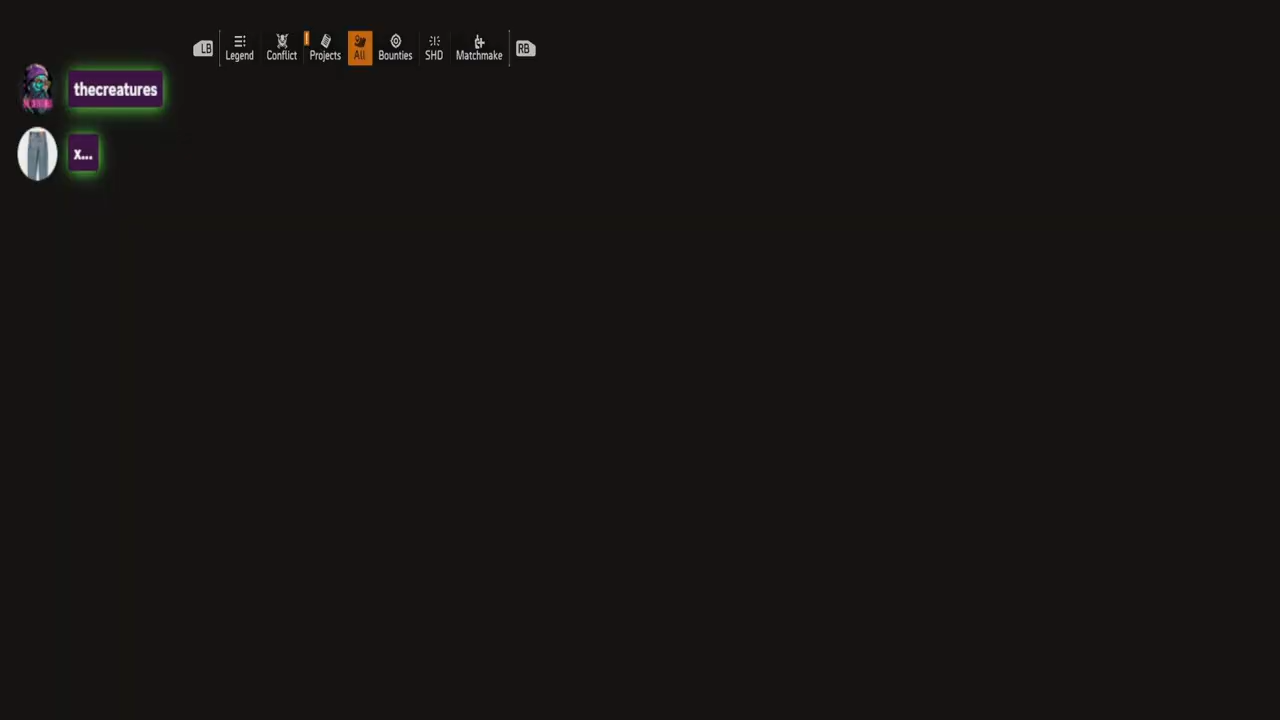 LB Legend Conflict Projects All Bounties SHD Matchmake RB
thecreatures
x...